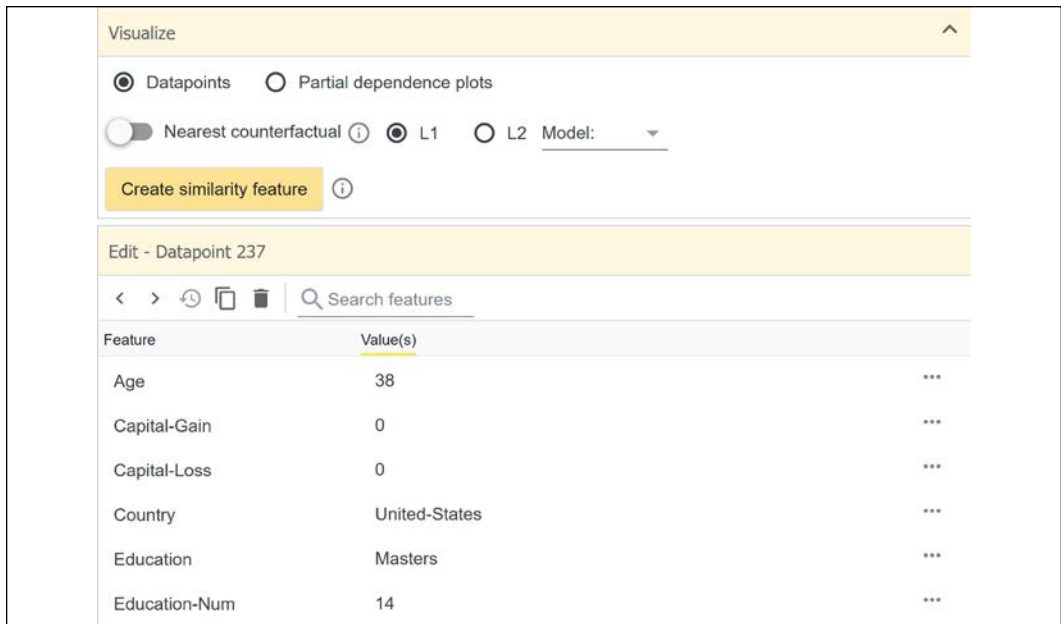 Visualize
Datapoints Partial dependence plots
Nearest counterfactual L1 L2 Model:
Create similarity feature
Edit - Datapoint 237
Search features
Feature Value(s)
Age 38
Capital-Gain 0
Capital-Loss 0
Country United-States
Education Masters
Education-Num 14